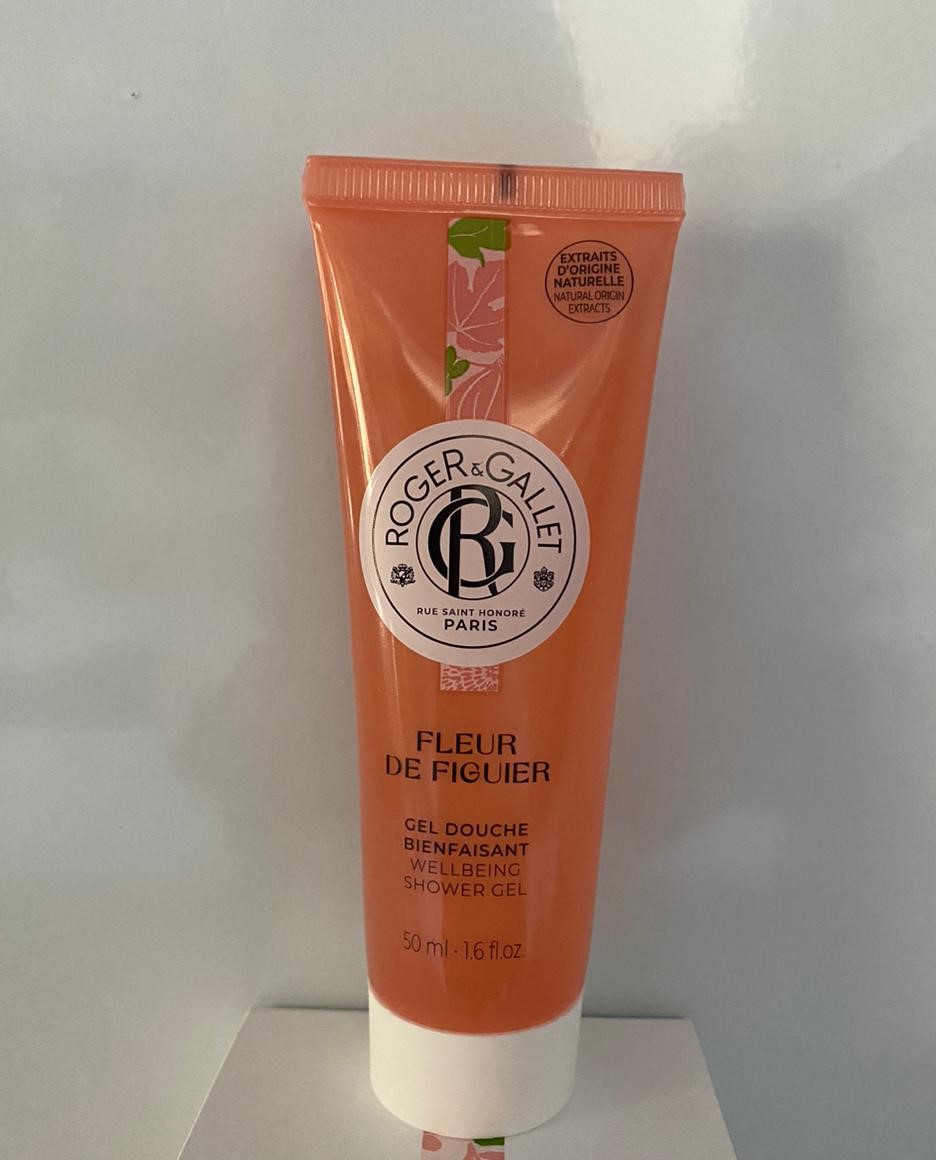 EXTRAITS
D'ORIGINE
NATURELLE
NATURAL ORIGIN
EXTRACTS
ROGER & GALLET
RG
RUE SAINT HONORÉ
PARIS
FLEUR
DE FIGUIER
GEL DOUCHE
BIENFAISANT
WELLBEING
SHOWER GEL
50 ml · 1.6 fl.oz.